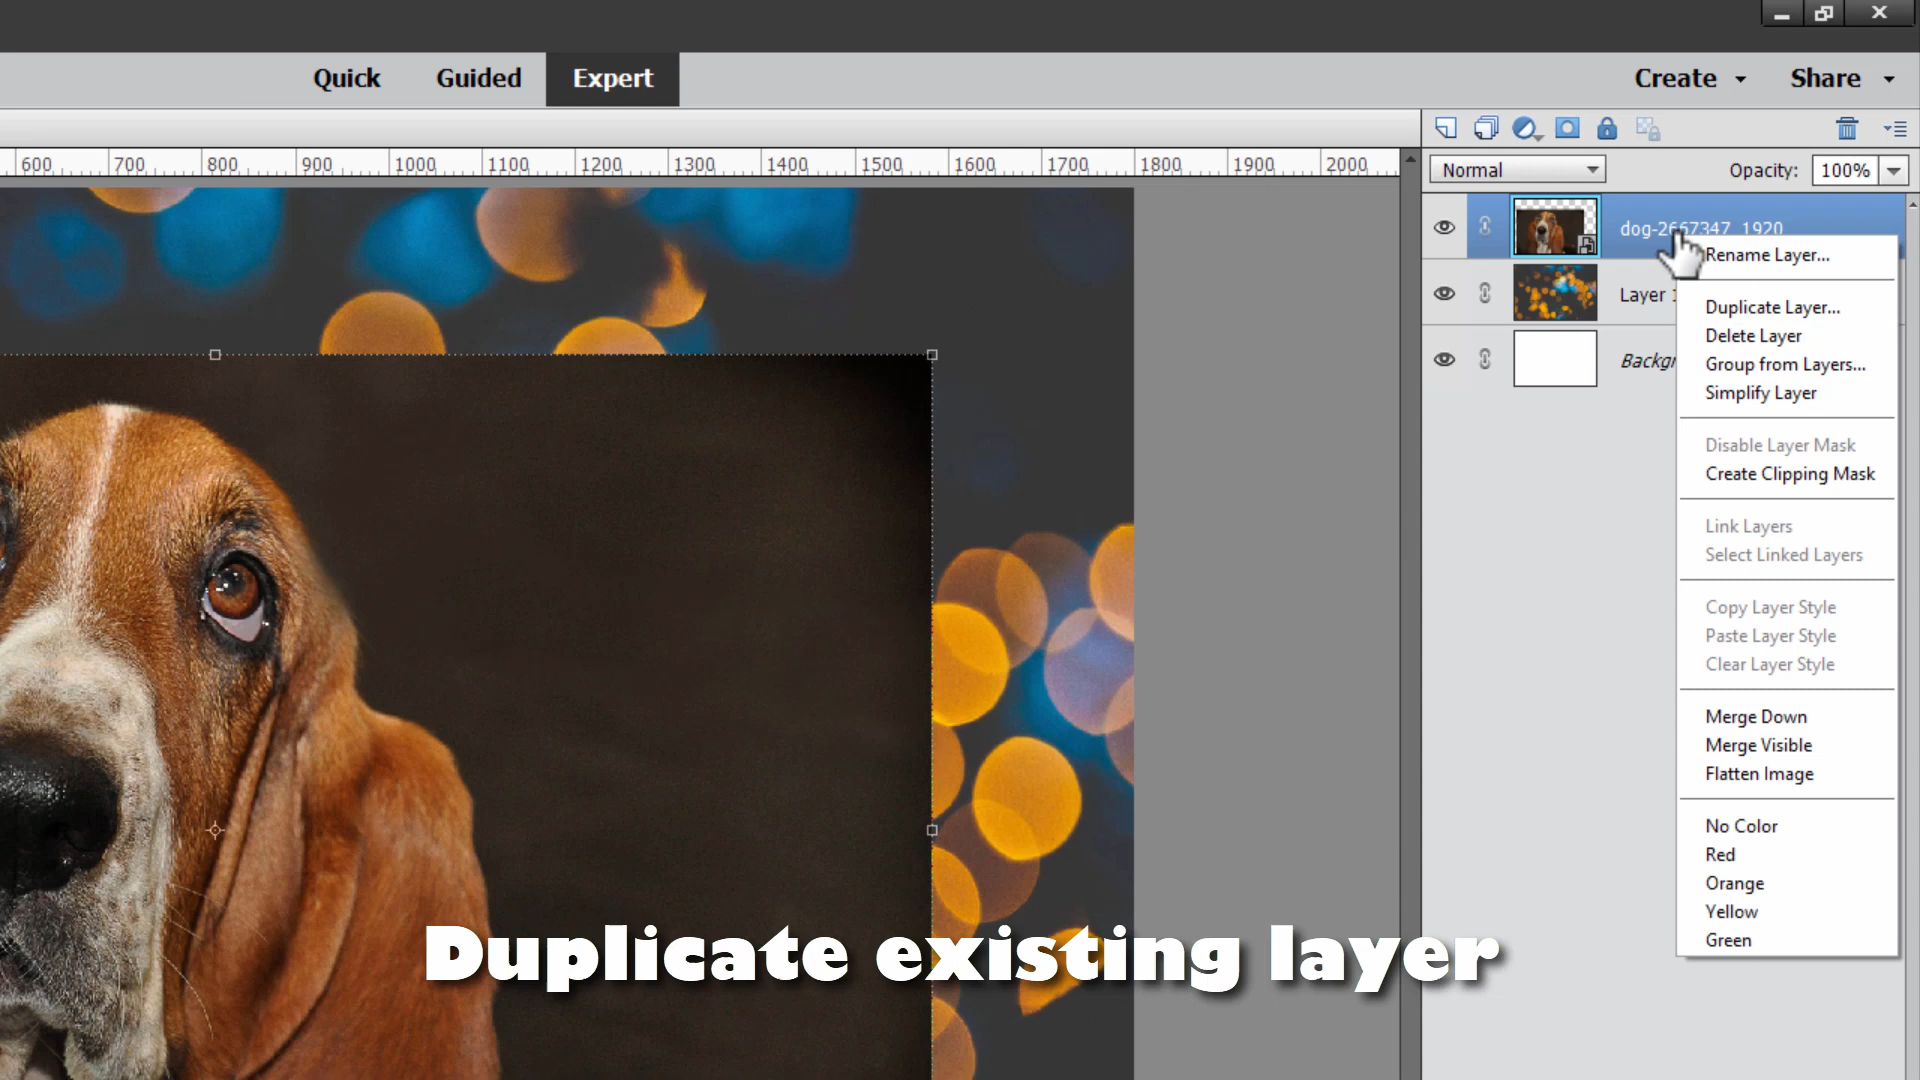 Quick Guided Expert Create Share
600 700 800 900 1000 1100 1200 1300 1400 1500 1600 1700 1800 1900 2000
Normal Opacity: 100%
dog-2667347_1920
Layer
Duplicate existing layer
Rename Layer...
Duplicate Layer...
Delete Layer
Group from Layers...
Simplify Layer
Disable Layer Mask
Create Clipping Mask
Link Layers
Select Linked Layers
Copy Layer Style
Paste Layer Style
Clear Layer Style
Merge Down
Merge Visible
Flatten Image
No Color
Red
Orange
Yellow
Green